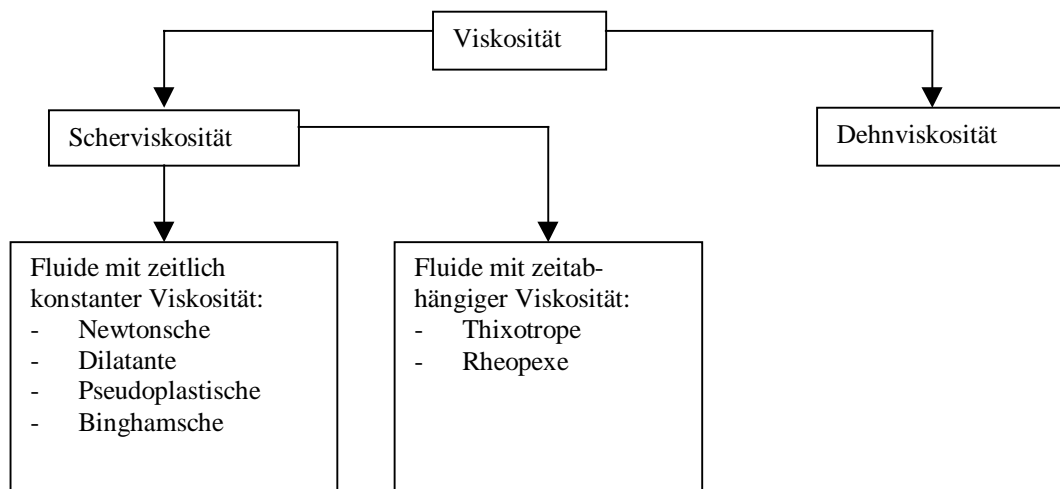 Viskosität
Scherviskosität
Dehnviskosität
Fluide mit zeitlich
konstanter Viskosität:
- Newtonsche
- Dilatante
- Pseudoplastische
- Binghamsche
Fluide mit zeitab-
hängiger Viskosität:
- Thixotrope
- Rheopexe